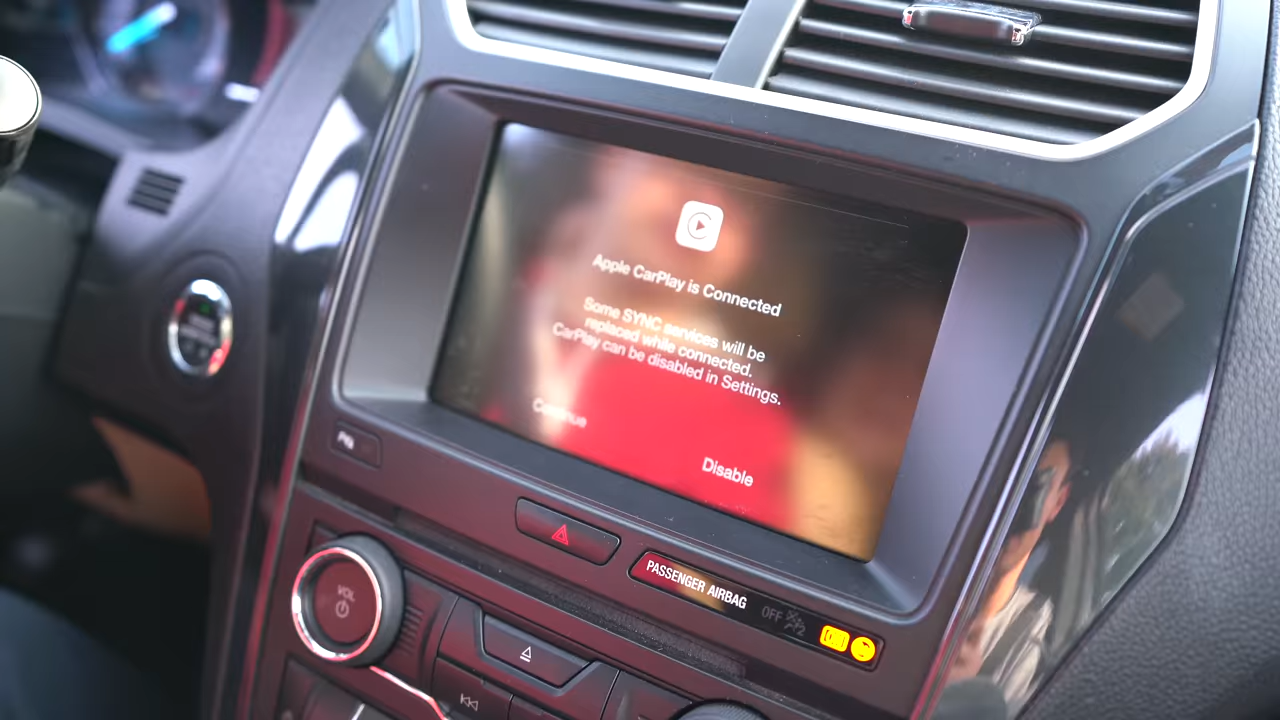 Apple CarPlay is Connected
Some SYNC services will be
replaced while connected.
CarPlay can be disabled in Settings.
Continue
Disable
PASSENGER AIRBAG
OFF
VOL